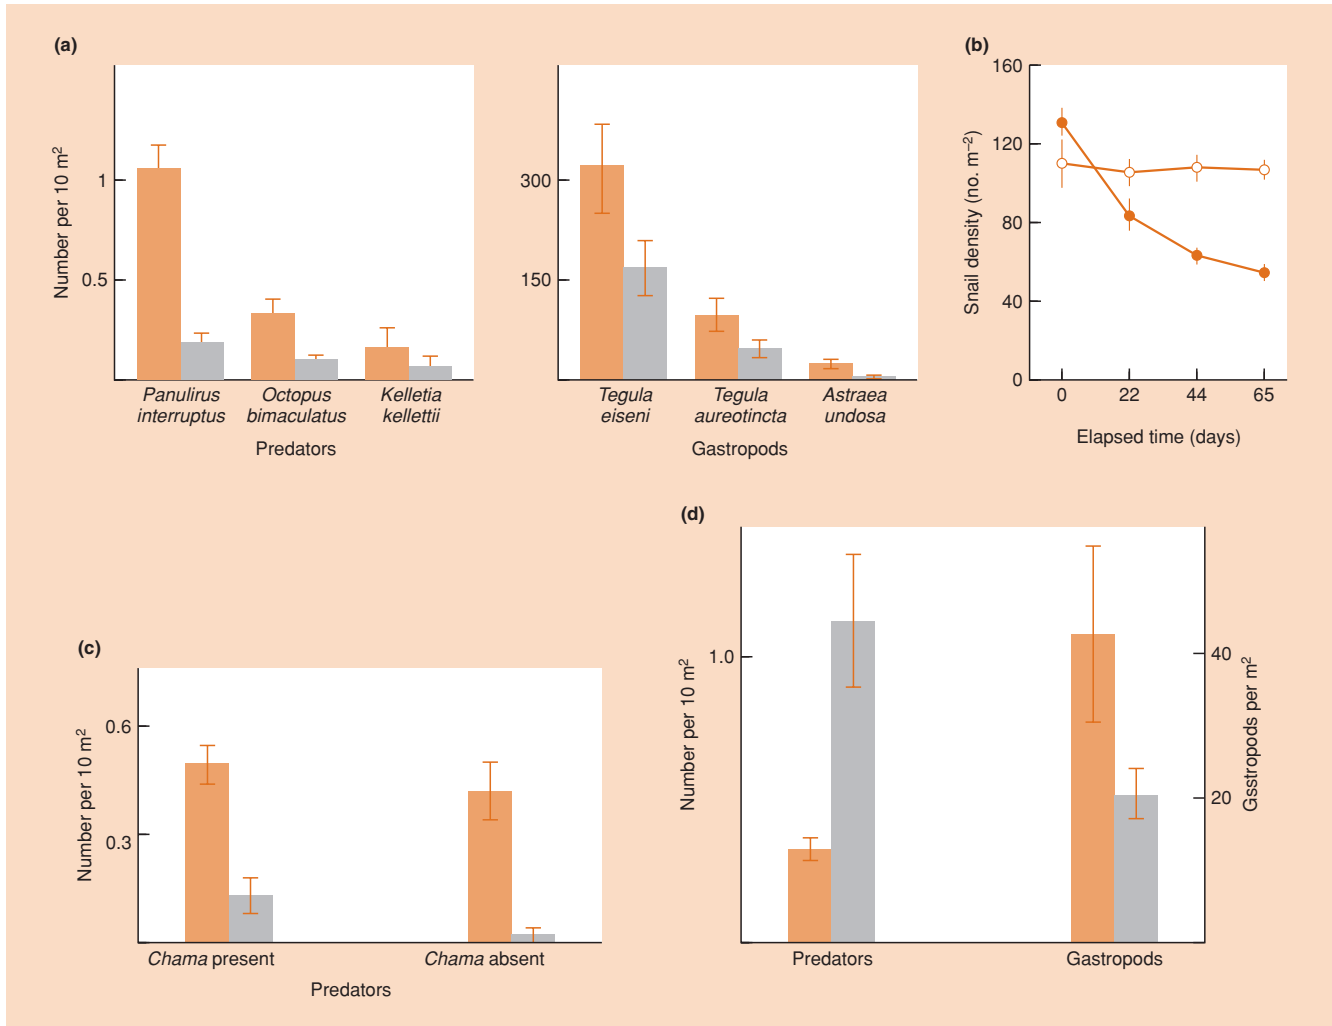 (a)
Number per 10 m²
1
0.5
Panulirus
interruptus
Octopus
bimaculatus
Kelletia
kellettii
Predators
300
150
Tegula
eiseni
Tegula
aureotincta
Astraea
undosa
Gastropods
(b)
Snail density (no. m⁻²)
160
120
80
40
0
0 22 44 65
Elapsed time (days)
(c)
Number per 10 m²
0.6
0.3
Chama present
Chama absent
Predators
(d)
Number per 10 m²
1.0
Predators
Gastropods
40
20
Gsstropods per m²